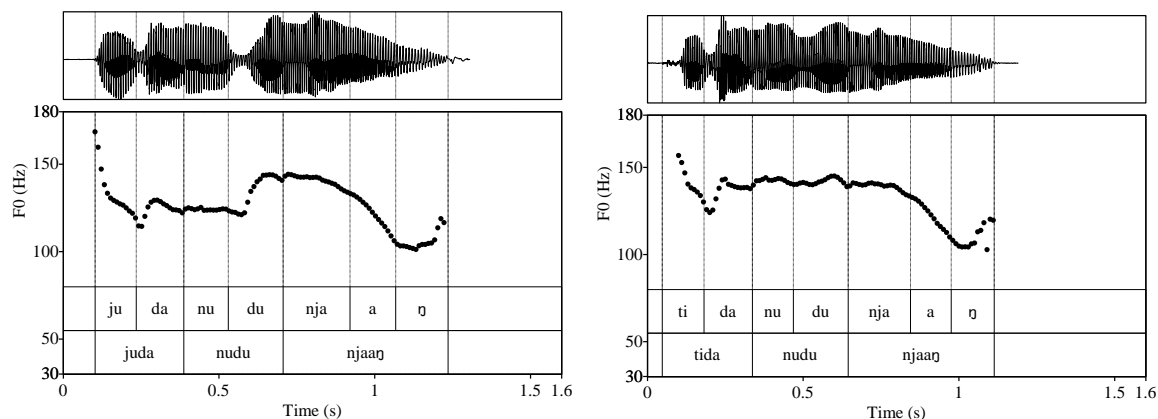 180
150
100
F0 (Hz)
ju da nu du nja a ŋ
50
30
juda nudu njaaŋ
0 0.5 1 1.5 1.6
Time (s)
180
150
100
F0 (Hz)
ti da nu du nja a ŋ
50
30
tida nudu njaaŋ
0 0.5 1 1.5 1.6
Time (s)